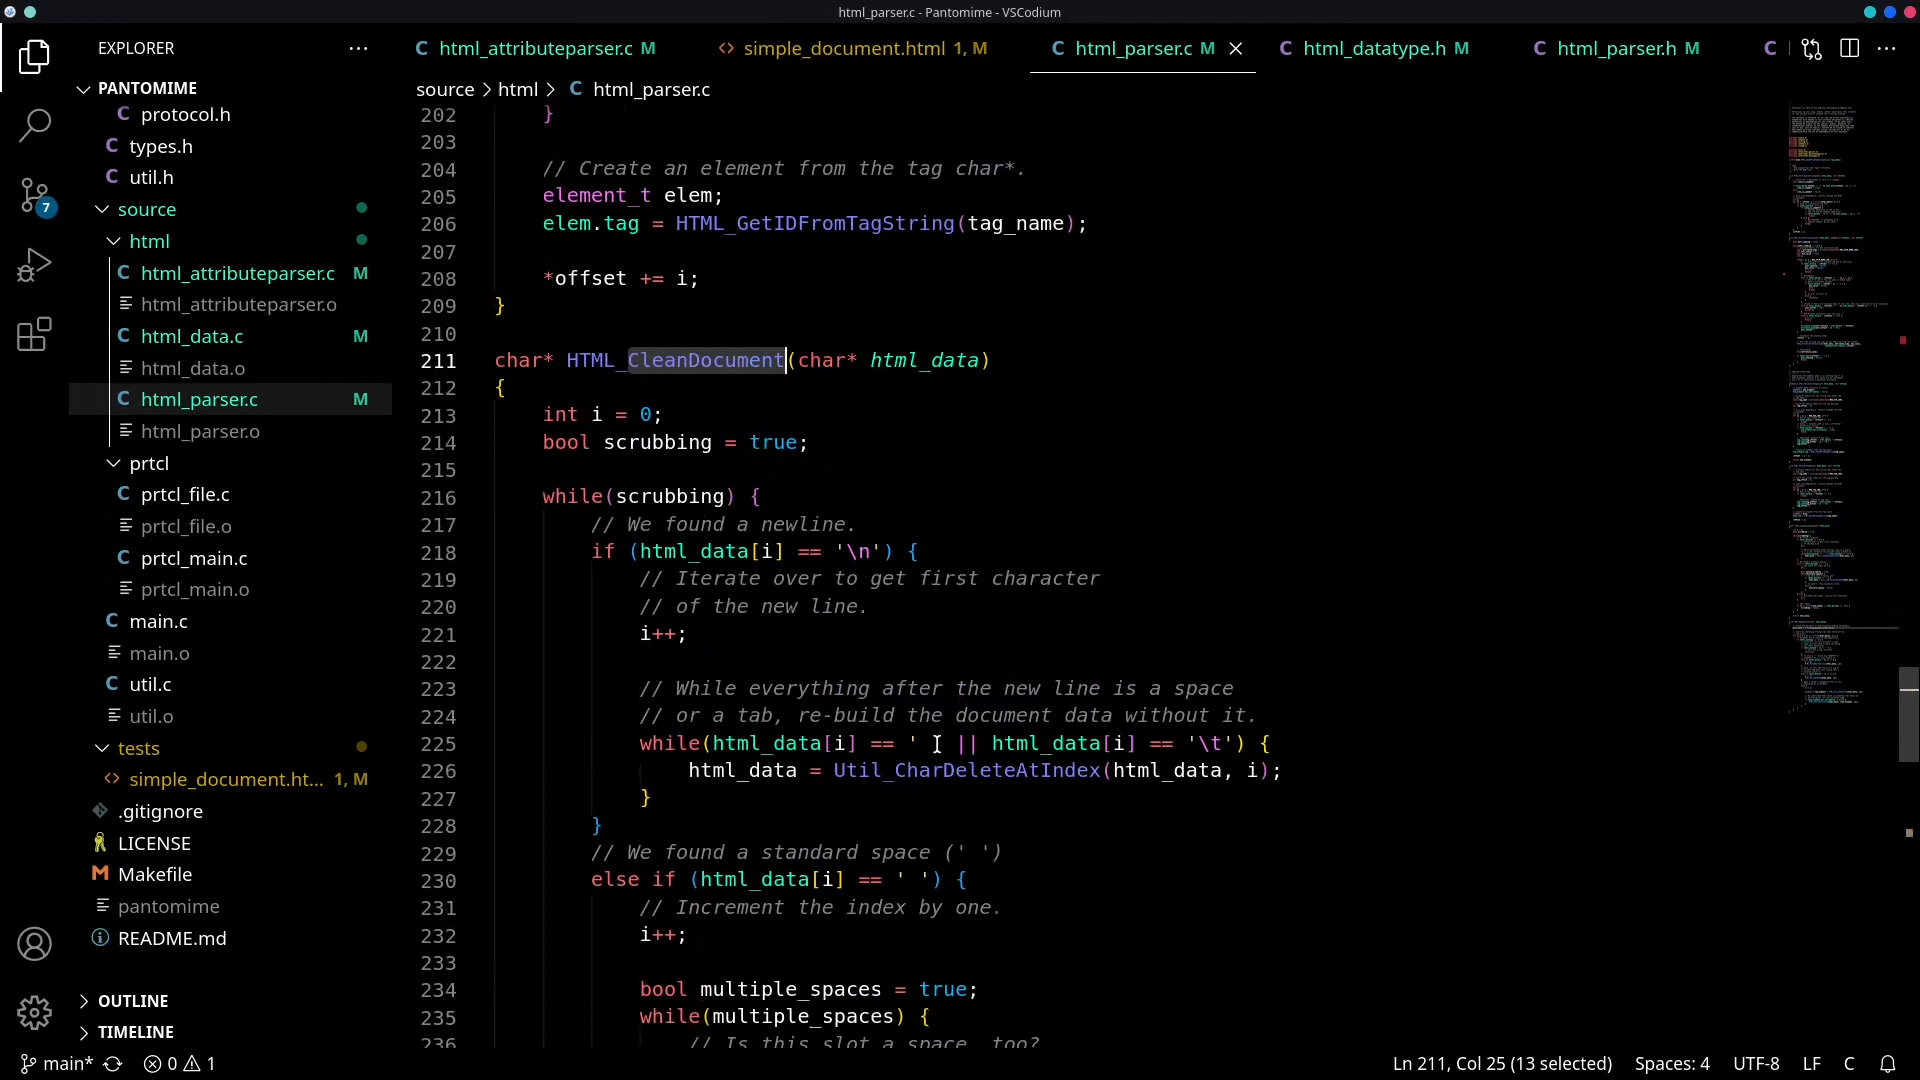 html_parser.c - Pantomime - VSCodium
EXPLORER
html_attributeparser.c M
simple_document.html 1, M
html_parser.c M
html_datatype.h M
html_parser.h M
C
PANTOMIME
source > html > C html_parser.c
C protocol.h
C types.h
C util.h
source
html
C html_attributeparser.c M
html_attributeparser.o
C html_data.c M
html_data.o
C html_parser.c M
html_parser.o
prtcl
C prtcl_file.c
prtcl_file.o
C prtcl_main.c
prtcl_main.o
C main.c
main.o
C util.c
util.o
tests
simple_document.ht... 1, M
.gitignore
LICENSE
M Makefile
pantomime
README.md
OUTLINE
TIMELINE
7
202 }
203
204 // Create an element from the tag char*.
205 element_t elem;
206 elem.tag = HTML_GetIDFromTagString(tag_name);
207
208 *offset += i;
209 }
210
211 char* HTML_CleanDocument(char* html_data)
212 {
213 int i = 0;
214 bool scrubbing = true;
215
216 while(scrubbing) {
217 // We found a newline.
218 if (html_data[i] == '\n') {
219 // Iterate over to get first character
220 // of the new line.
221 i++;
222
223 // While everything after the new line is a space
224 // or a tab, re-build the document data without it.
225 while(html_data[i] == ' ' || html_data[i] == '\t') {
226 html_data = Util_CharDeleteAtIndex(html_data, i);
227 }
228 }
229 // We found a standard space (' ')
230 else if (html_data[i] == ' ') {
231 // Increment the index by one.
232 i++;
233
234 bool multiple_spaces = true;
235 while(multiple_spaces) {
236 // Is this slot a space, too?
main* 0 1
Ln 211, Col 25 (13 selected) Spaces: 4 UTF-8 LF C